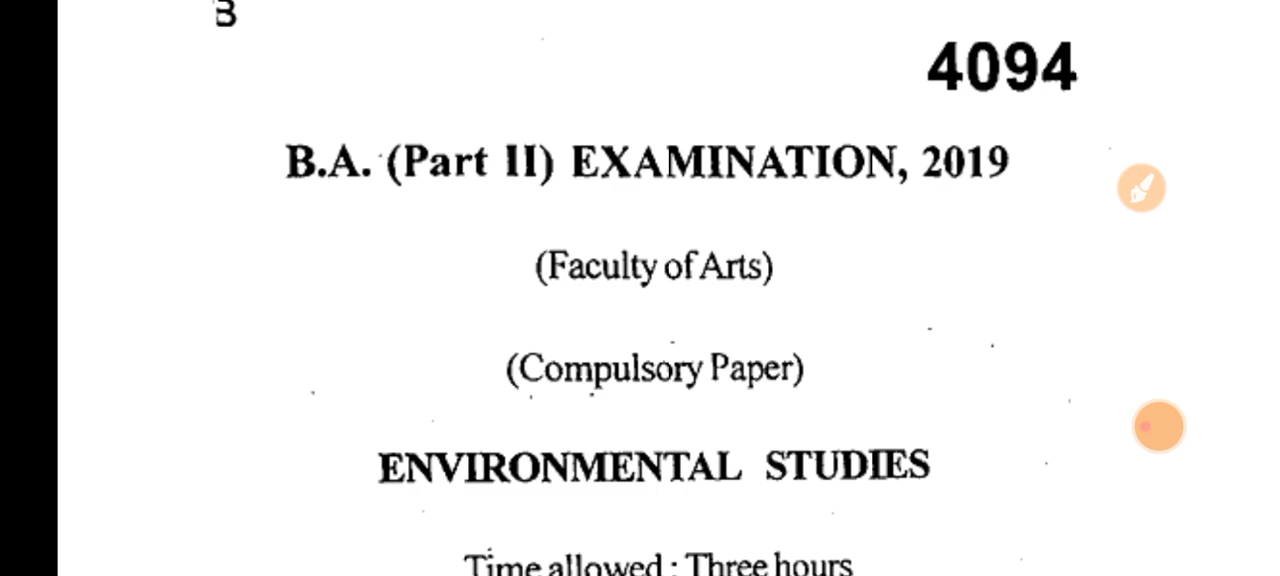 4094
B.A. (Part II) EXAMINATION, 2019
(Faculty of Arts)
(Compulsory Paper)
ENVIRONMENTAL STUDIES
Time allowed : Three hours